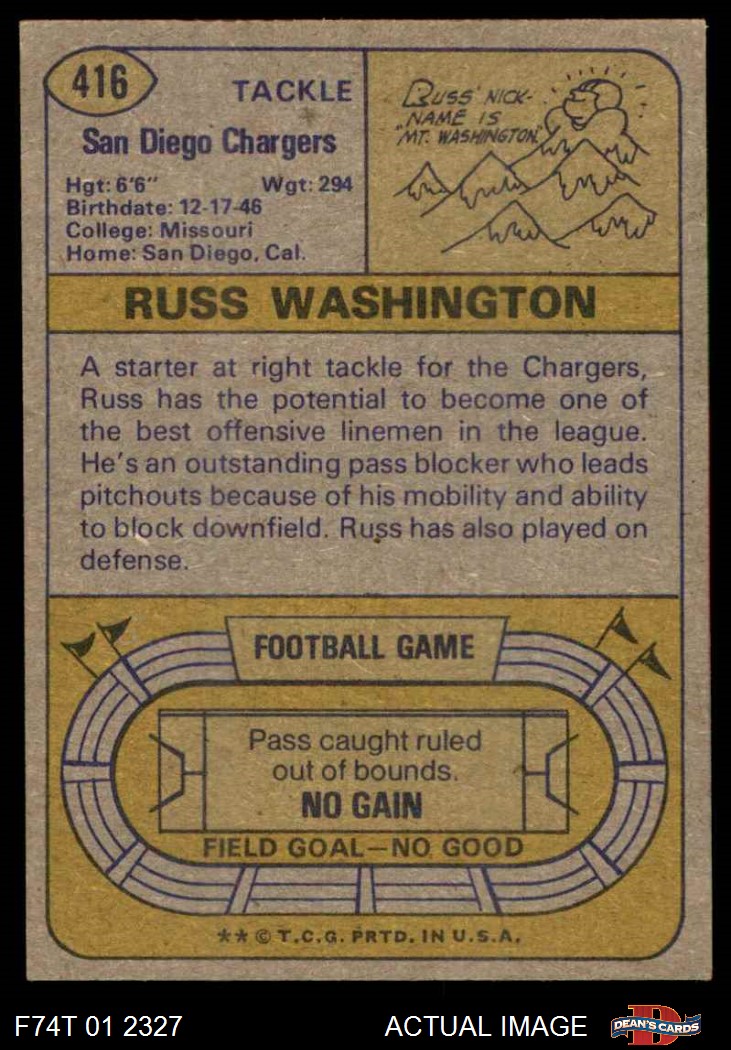 416
TACKLE
San Diego Chargers
Hgt: 6'6" Wgt: 294
Birthdate: 12-17-46
College: Missouri
Home: San Diego, Cal.
RUSS' NICK-
NAME IS
"MT. WASHINGTON."
RUSS WASHINGTON
A starter at right tackle for the Chargers,
Russ has the potential to become one of
the best offensive linemen in the league.
He's an outstanding pass blocker who leads
pitchouts because of his mobility and ability
to block downfield. Russ has also played on
defense.
FOOTBALL GAME
Pass caught ruled
out of bounds.
NO GAIN
FIELD GOAL—NO GOOD
** © T.C.G. PRTD. IN U.S.A.
F74T 01 2327 ACTUAL IMAGE
D
DEAN'S CARDS